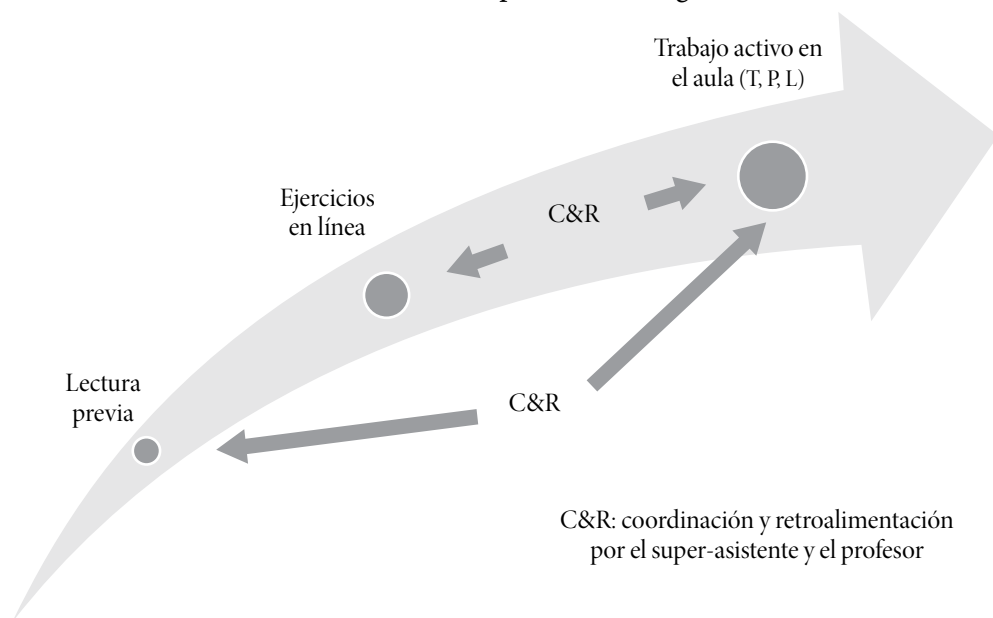 Trabajo activo en
el aula (T, P, L)
Ejercicios
en línea
C&R
Lectura
previa
C&R
C&R: coordinación y retroalimentación
por el super-asistente y el profesor